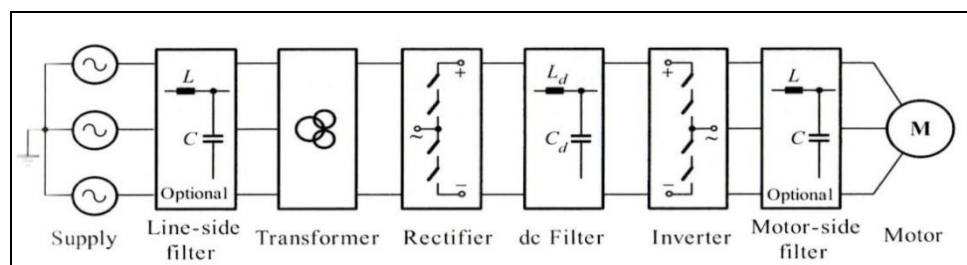 L
C
Optional
+
~
−
L_d
C_d
+
~
−
L
C
Optional
M
Supply
Line-side
filter
Transformer
Rectifier
dc Filter
Inverter
Motor-side
filter
Motor